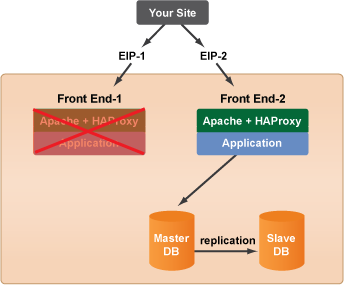 Your Site
EIP-1
EIP-2
Front End-1
Front End-2
Apache + HAProxy
Apache + HAProxy
Application
Application
Master
DB
replication
Slave
DB